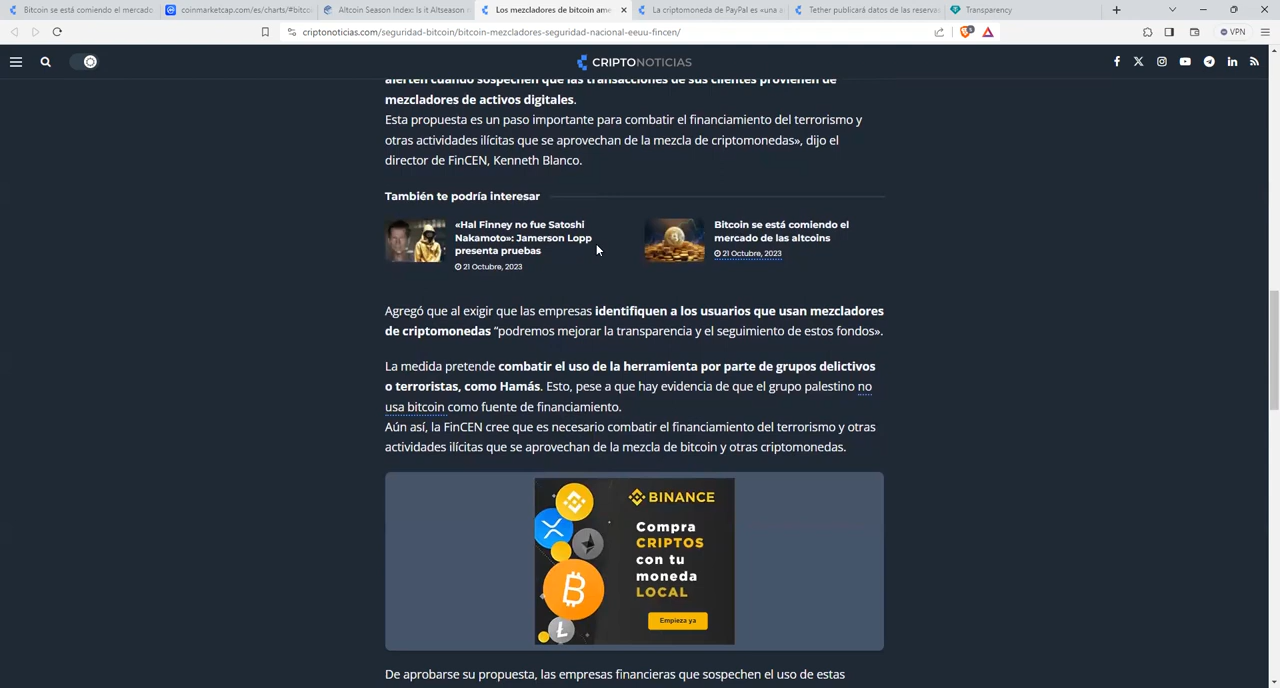 Bitcoin se está comiendo el mercado
coinmarketcap.com/es/charts/#bitco
Altcoin Season Index: Is it Altseason
Los mezcladores de bitcoin ame
La criptomoneda de PayPal es «una a
Tether publicará datos de las reserva
Transparency
criptonoticias.com/seguridad-bitcoin/bitcoin-mezcladores-seguridad-nacional-eeuu-fincen/
VPN
CRIPTONOTICIAS
alerten cuando sospechen que las transacciones de sus clientes provienen de
mezcladores de activos digitales.
Esta propuesta es un paso importante para combatir el financiamiento del terrorismo y
otras actividades ilícitas que se aprovechan de la mezcla de criptomonedas», dijo el
director de FinCEN, Kenneth Blanco.
También te podría interesar
«Hal Finney no fue Satoshi
Nakamoto»: Jamerson Lopp
presenta pruebas
21 Octubre, 2023
Bitcoin se está comiendo el
mercado de las altcoins
21 Octubre, 2023
Agregó que al exigir que las empresas identifiquen a los usuarios que usan mezcladores
de criptomonedas “podremos mejorar la transparencia y el seguimiento de estos fondos».
La medida pretende combatir el uso de la herramienta por parte de grupos delictivos
o terroristas, como Hamás. Esto, pese a que hay evidencia de que el grupo palestino no
usa bitcoin como fuente de financiamiento.
Aún así, la FinCEN cree que es necesario combatir el financiamiento del terrorismo y otras
actividades ilícitas que se aprovechan de la mezcla de bitcoin y otras criptomonedas.
BINANCE
Compra
CRIPTOS
con tu
moneda
LOCAL
Empieza ya
De aprobarse su propuesta, las empresas financieras que sospechen el uso de estas